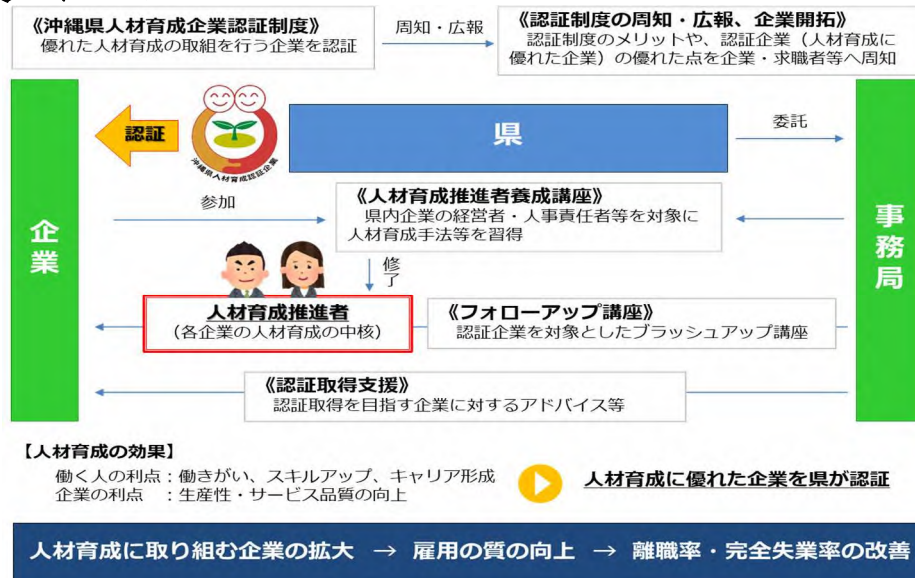 《沖縄県人材育成企業認証制度》
優れた人材育成の取組を行う企業を認証
周知・広報
《認証制度の周知・広報、企業開拓》
認証制度のメリットや、認証企業（人材育成に
優れた企業）の優れた点を企業・求職者等へ周知
認証
沖縄県人材育成認証企業
県
委託
企業
事務局
参加
《人材育成推進者養成講座》
県内企業の経営者・人事責任者等を対象に
人材育成手法等を習得
修了
人材育成推進者
（各企業の人材育成の中核）
《フォローアップ講座》
認証企業を対象としたブラッシュアップ講座
《認証取得支援》
認証取得を目指す企業に対するアドバイス等
【人材育成の効果】
働く人の利点：働きがい、スキルアップ、キャリア形成
企業の利点　：生産性・サービス品質の向上
人材育成に優れた企業を県が認証
人材育成に取り組む企業の拡大 → 雇用の質の向上 → 離職率・完全失業率の改善